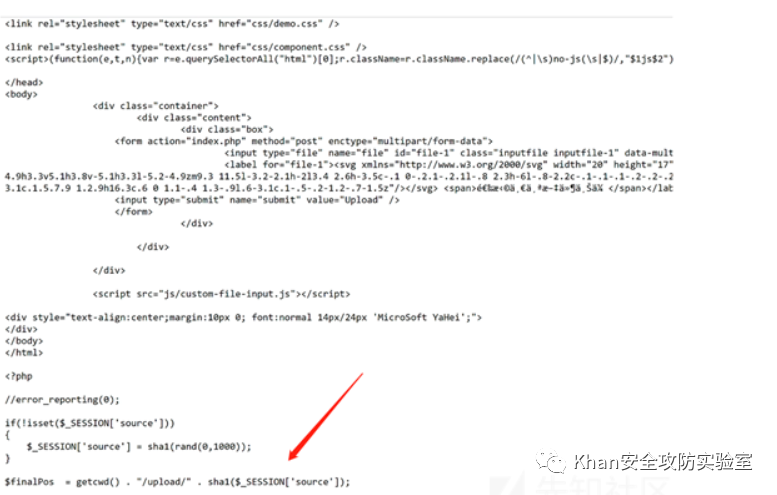 <link rel="stylesheet" type="text/css" href="css/demo.css" />
<link rel="stylesheet" type="text/css" href="css/component.css" />
<script>(function(e,t,n){var r=e.querySelectorAll("html")[0];r.className=r.className.replace(/(^|\s)no-js(\s|$)/,"$1js$2")
</head>
<body>
<div class="container">
<div class="content">
<div class="box">
<form action="index.php" method="post" enctype="multipart/form-data">
<input type="file" name="file" id="file-1" class="inputfile inputfile-1" data-mult
<label for="file-1"><svg xmlns="http://www.w3.org/2000/svg" width="20" height="17"
4.9h3.3v5.1h3.8v-5.1h3.3l-5.2-4.9zm9.3 11.5l-3.2-2.1h-2l3.4 2.6h-3.5c-.1 0-.2.1-.2.1l-.8 2.3h-6l-.8-2.2c-.1-.1-.1-.2-.2-.2
3.1c.1.5.7.9 1.2.9h16.3c.6 0 1.1-.4 1.3-.9l.6-3.1c.1-.5-.2-1.2-.7-1.5z"/></svg> <span> </span></lab
<input type="submit" name="submit" value="Upload" />
</form>
</div>
</div>
</div>
<script src="js/custom-file-input.js"></script>
<div style="text-align:center;margin:10px 0; font:normal 14px/24px 'MicroSoft YaHei';">
</div>
</body>
</html>
<?php
//error_reporting(0);
if(!isset($_SESSION['source']))
{
$_SESSION['source'] = sha1(rand(0,1000));
}
$finalPos = getcwd() . "/upload/" . sha1($_SESSION['source']);
Khan安全攻防实验室